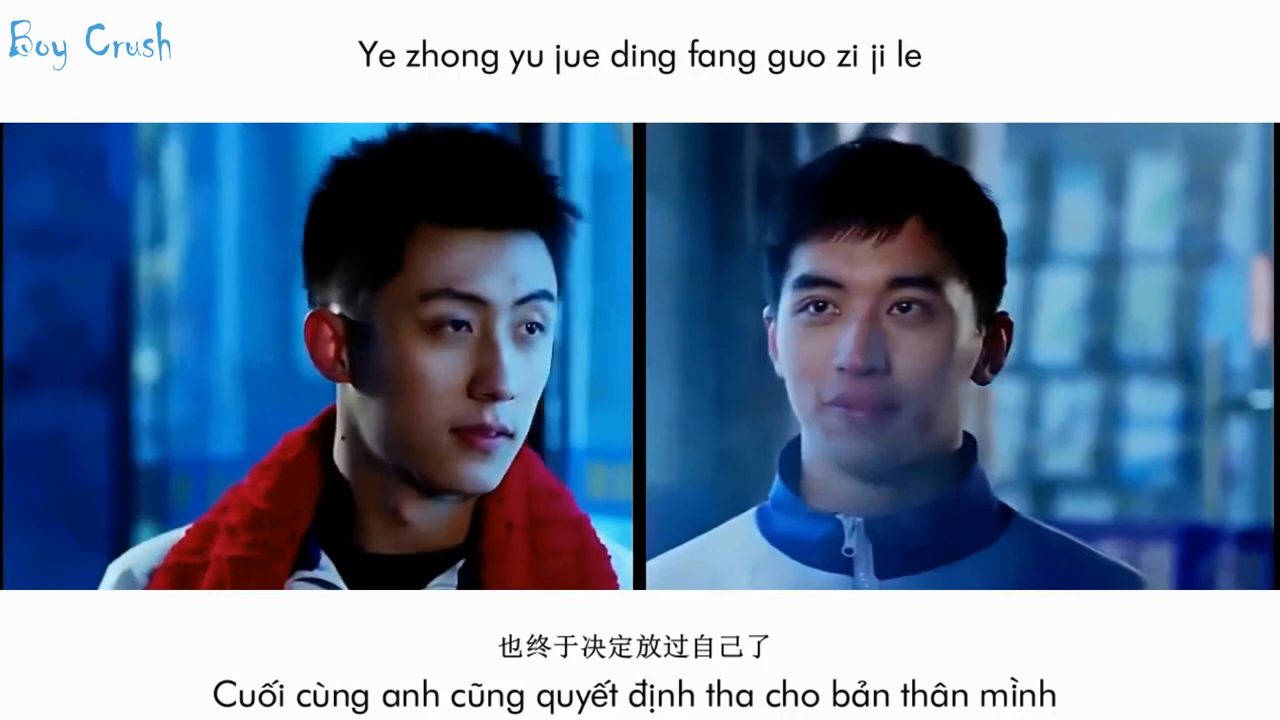 Boy Crush
Ye zhong yu jue ding fang guo zi ji le
也终于决定放过自己了
Cuối cùng anh cũng quyết định tha cho bản thân mình